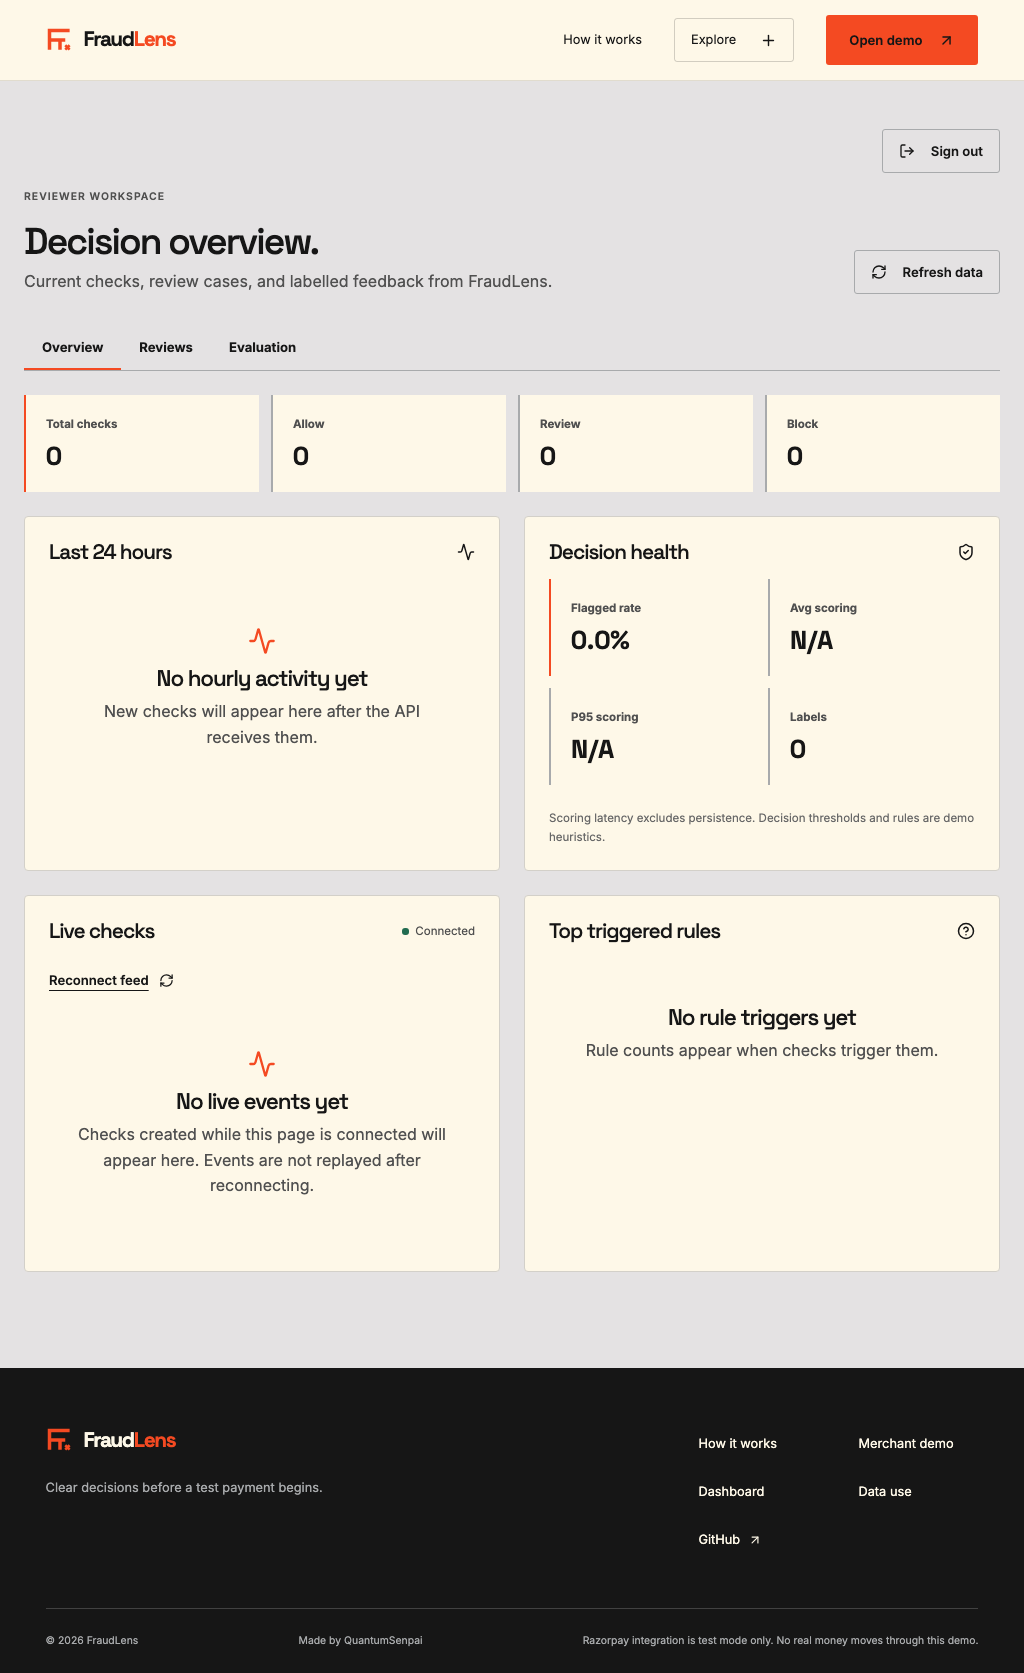 FraudLens
How it works
Explore
Open demo
Sign out
REVIEWER WORKSPACE
Decision overview.
Current checks, review cases, and labelled feedback from FraudLens.
Refresh data
Overview
Reviews
Evaluation
Total checks
0
Allow
0
Review
0
Block
0
Last 24 hours
No hourly activity yet
New checks will appear here after the API
receives them.
Decision health
Flagged rate
0.0%
Avg scoring
N/A
P95 scoring
N/A
Labels
0
Scoring latency excludes persistence. Decision thresholds and rules are demo
heuristics.
Live checks
Connected
Reconnect feed
No live events yet
Checks created while this page is connected will
appear here. Events are not replayed after
reconnecting.
Top triggered rules
No rule triggers yet
Rule counts appear when checks trigger them.
FraudLens
Clear decisions before a test payment begins.
How it works
Merchant demo
Dashboard
Data use
GitHub
© 2026 FraudLens
Made by QuantumSenpai
Razorpay integration is test mode only. No real money moves through this demo.